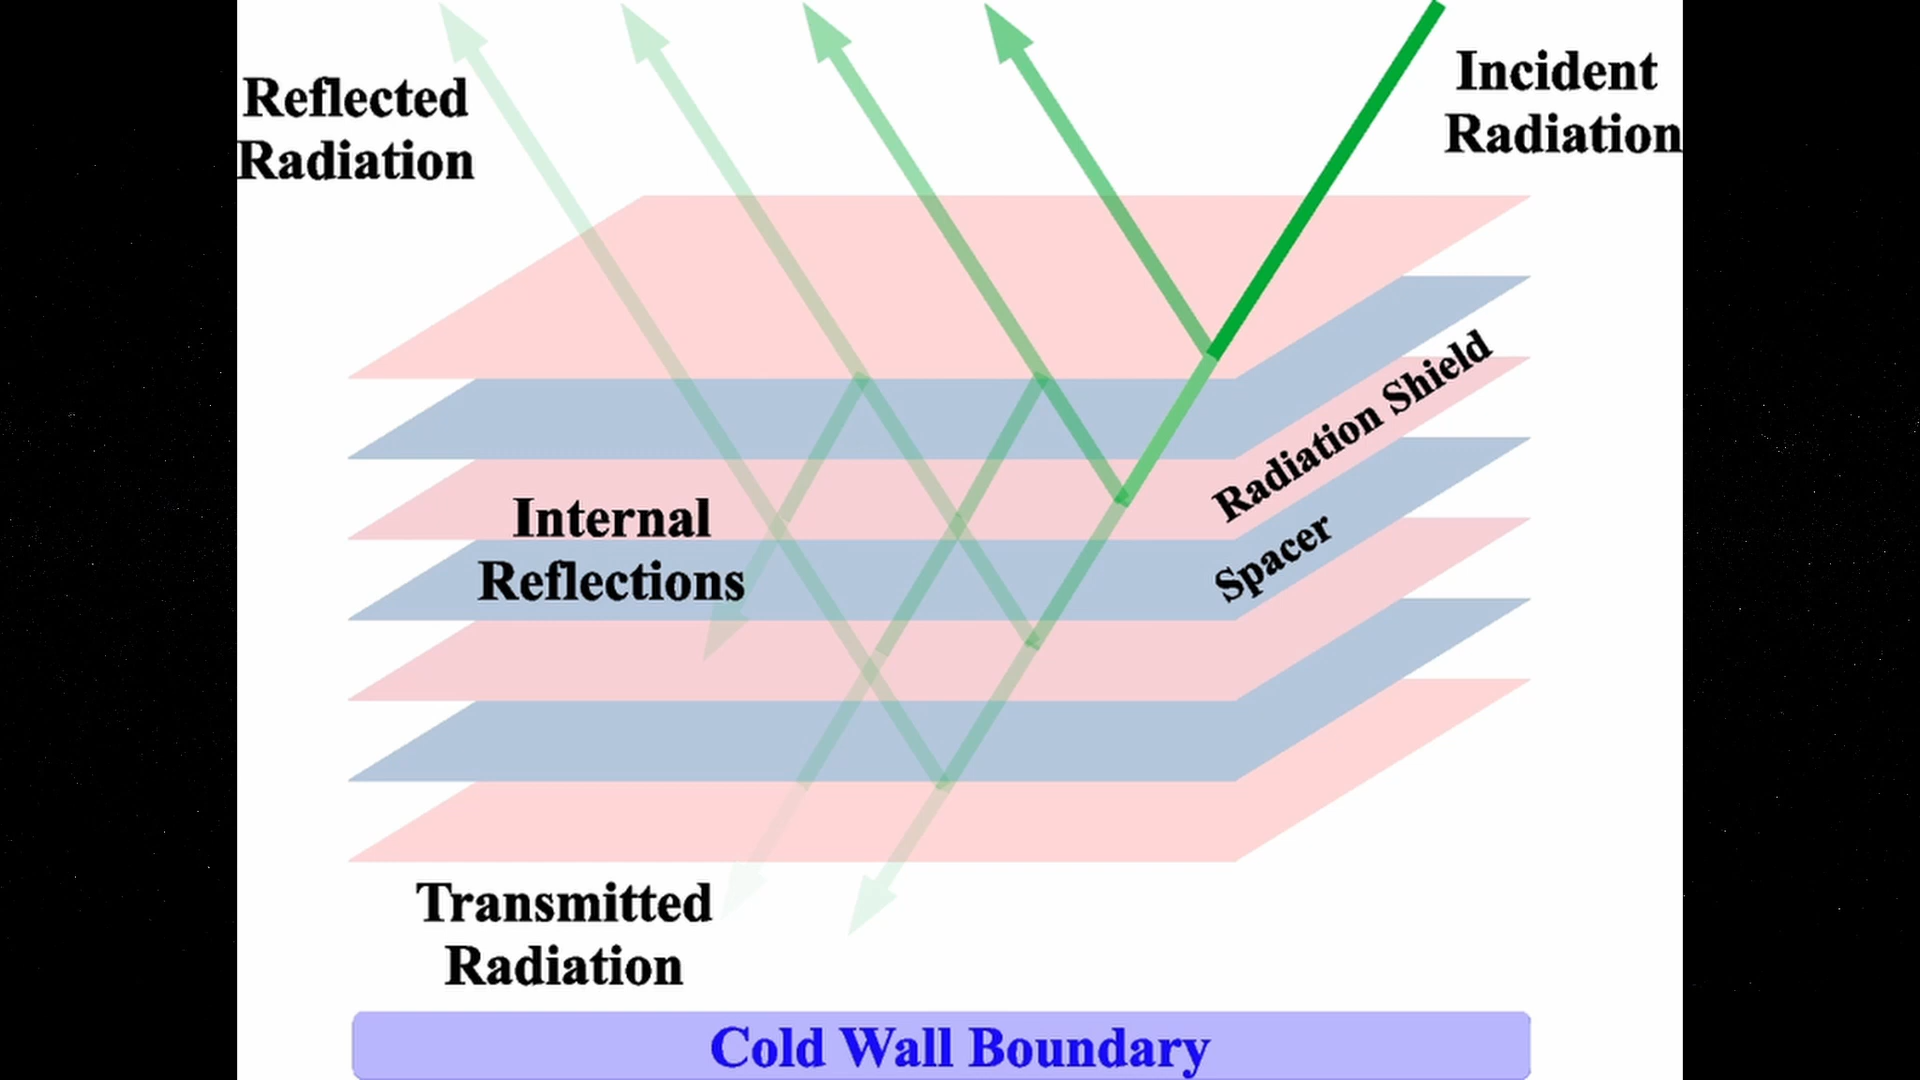 Reflected
Radiation
Incident
Radiation
Radiation Shield
Internal
Reflections
Spacer
Transmitted
Radiation
Cold Wall Boundary